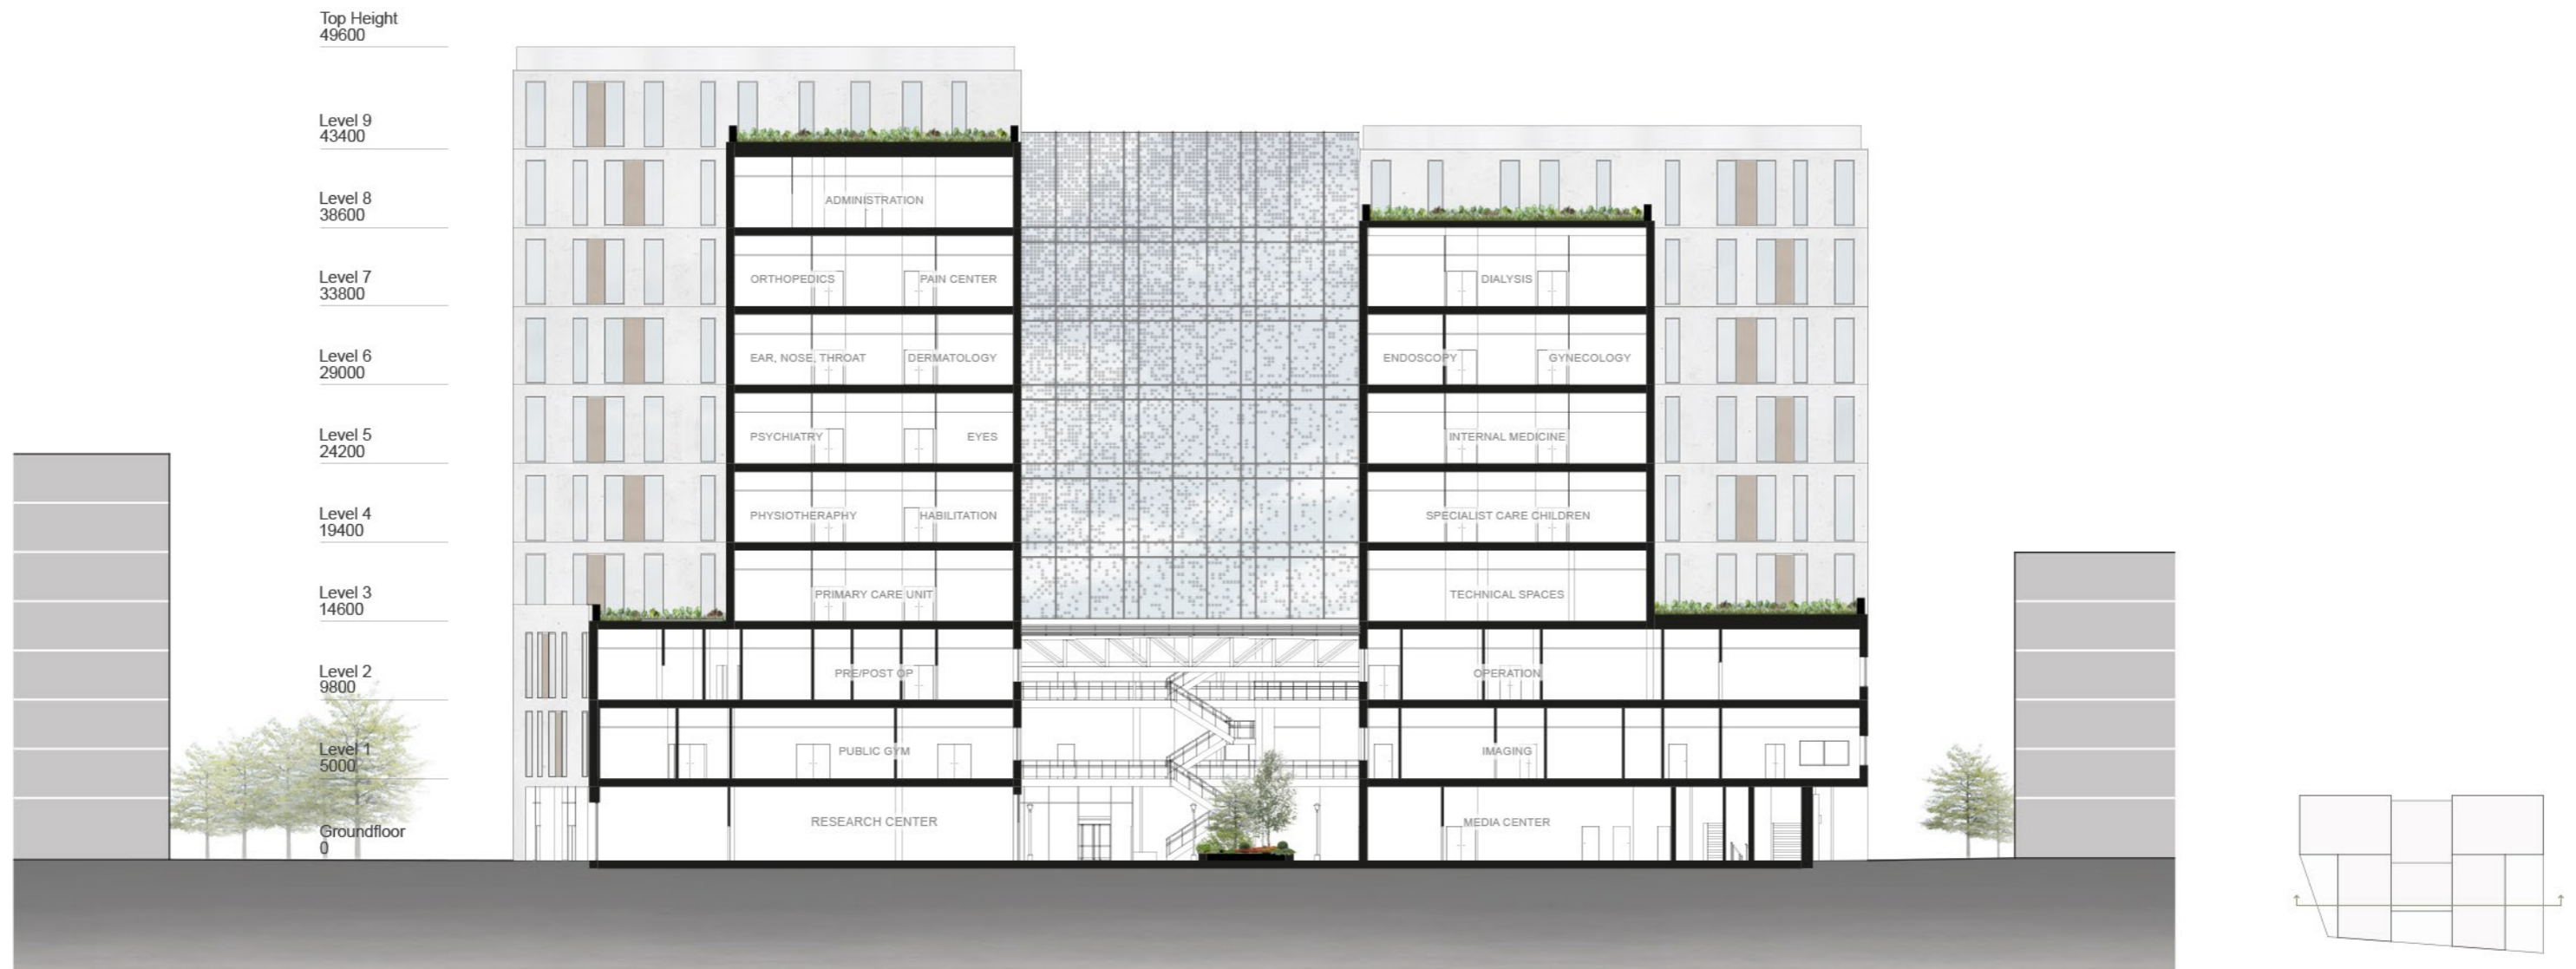 Top Height
49600
Level 9
43400
Level 8
38600
Level 7
33800
Level 6
29000
Level 5
24200
Level 4
19400
Level 3
14600
Level 2
9800
Level 1
5000
Groundfloor
0
ADMINISTRATION
ORTHOPEDICS PAIN CENTER
DIALYSIS
EAR, NOSE, THROAT DERMATOLOGY
ENDOSCOPY GYNECOLOGY
PSYCHIATRY EYES
INTERNAL MEDICINE
PHYSIOTHERAPHY HABILITATION
SPECIALIST CARE CHILDREN
PRIMARY CARE UNIT
TECHNICAL SPACES
PRE/POST OP
OPERATION
PUBLIC GYM
IMAGING
RESEARCH CENTER
MEDIA CENTER